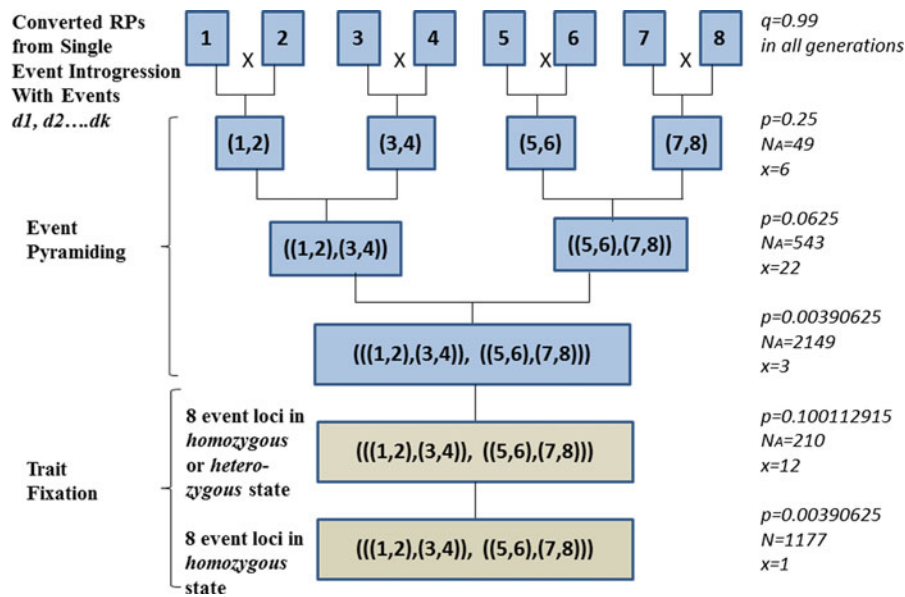 Converted RPs
from Single
Event Introgression
With Events
d1, d2....dk
1 X 2
3 X 4
5 X 6
7 X 8
q=0.99
in all generations
(1,2)
(3,4)
(5,6)
(7,8)
p=0.25
NA=49
x=6
Event
Pyramiding
((1,2),(3,4))
((5,6),(7,8))
p=0.0625
NA=543
x=22
(((1,2),(3,4)), ((5,6),(7,8)))
p=0.00390625
NA=2149
x=3
Trait
Fixation
8 event loci in
homozygous
or hetero-
zygous state
(((1,2),(3,4)), ((5,6),(7,8)))
p=0.100112915
NA=210
x=12
8 event loci in
homozygous
state
(((1,2),(3,4)), ((5,6),(7,8)))
p=0.00390625
N=1177
x=1